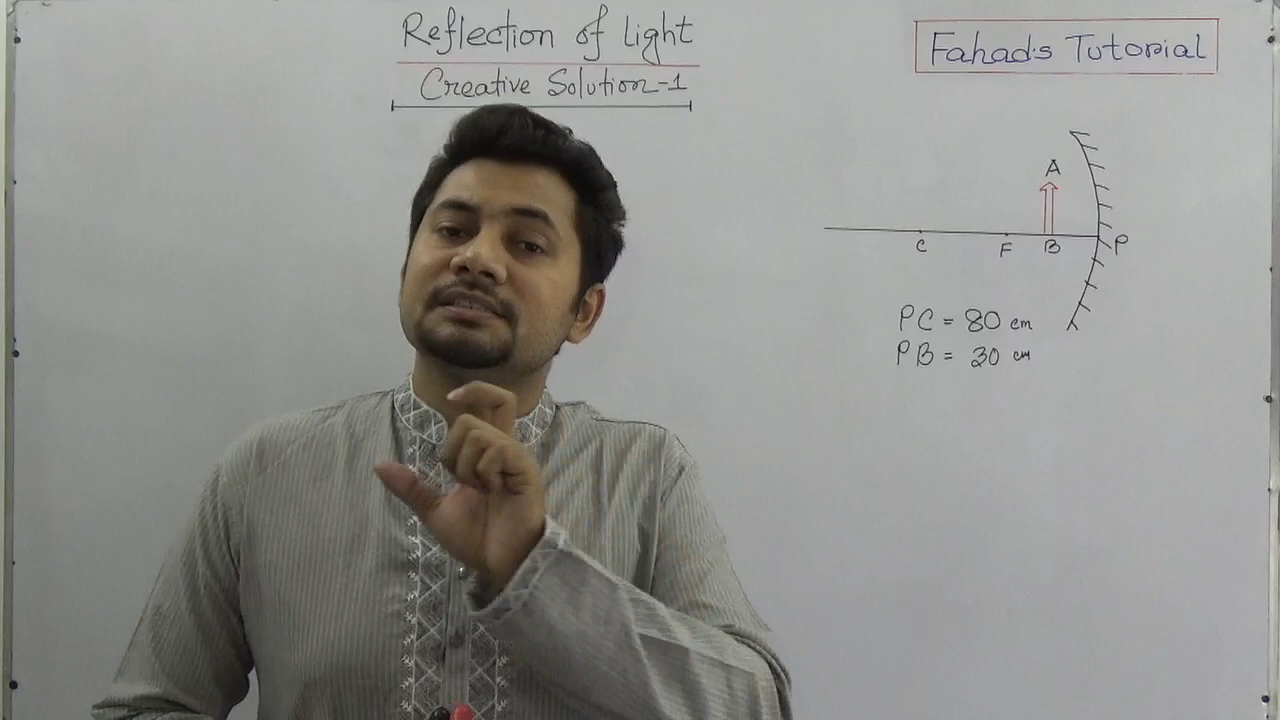 Reflection of light
Creative Solution-1
Fahad's Tutorial
A
C F B P
PC = 80 cm
PB = 30 cm